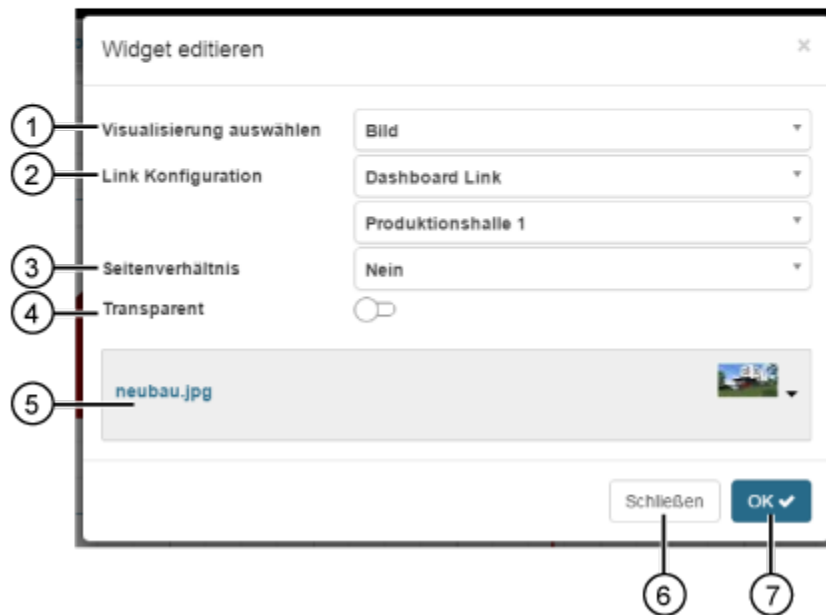 Widget editieren ×
1 Visualisierung auswählen Bild
2 Link Konfiguration Dashboard Link
Produktionshalle 1
3 Seitenverhältnis Nein
4 Transparent
5 neubau.jpg
Schließen OK
6 7